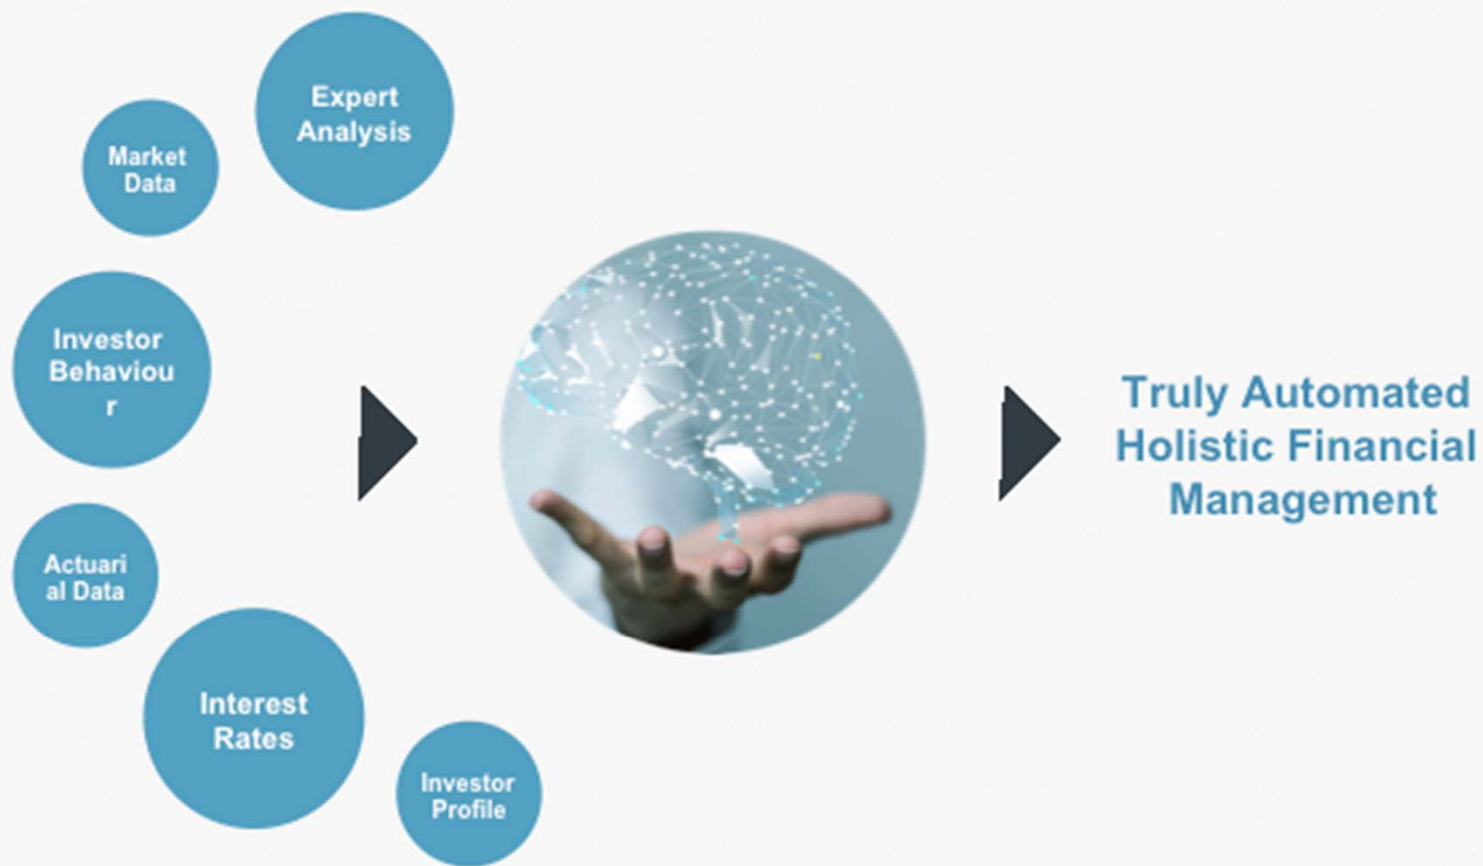 Expert
Analysis
Market
Data
Investor
Behaviou
r
Actuari
al Data
Interest
Rates
Investor
Profile
Truly Automated
Holistic Financial
Management